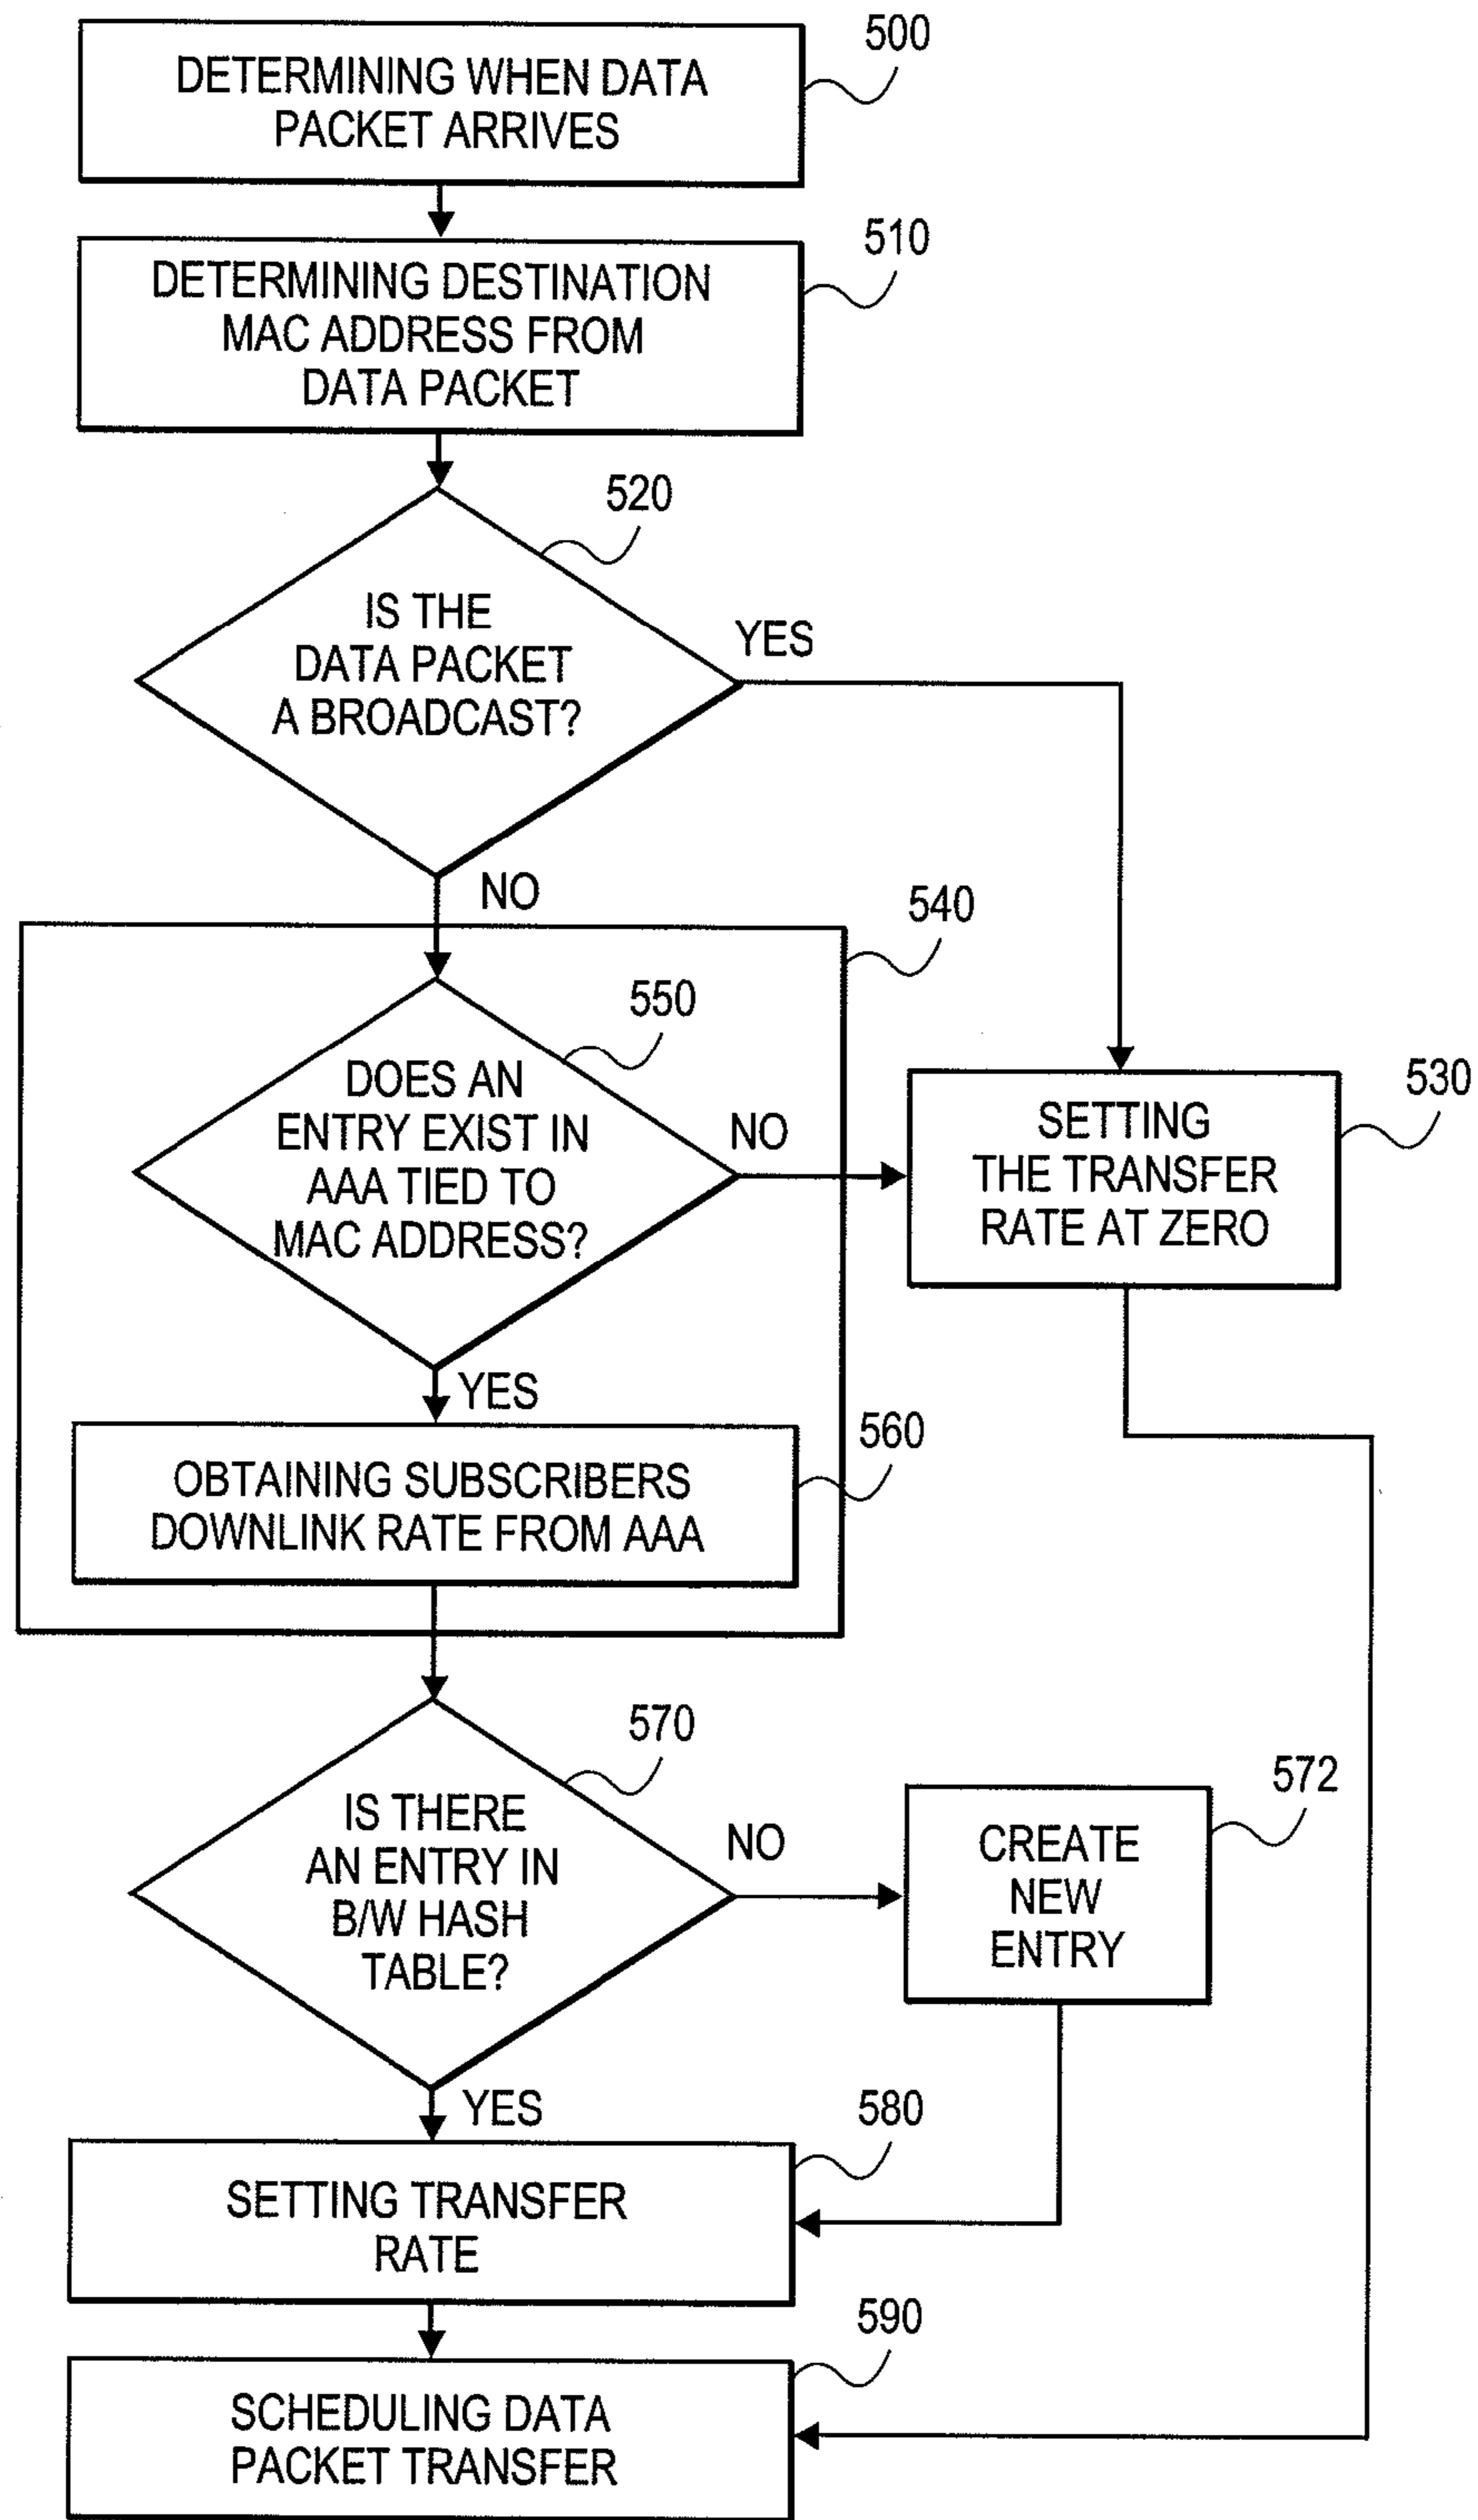 500
DETERMINING WHEN DATA
PACKET ARRIVES
510
DETERMINING DESTINATION
MAC ADDRESS FROM
DATA PACKET
520
IS THE
DATA PACKET
A BROADCAST?
YES
NO
540
550
DOES AN
ENTRY EXIST IN
AAA TIED TO
MAC ADDRESS?
NO
530
SETTING
THE TRANSFER
RATE AT ZERO
YES
560
OBTAINING SUBSCRIBERS
DOWNLINK RATE FROM AAA
570
IS THERE
AN ENTRY IN
B/W HASH
TABLE?
NO
572
CREATE
NEW
ENTRY
YES
580
SETTING TRANSFER
RATE
590
SCHEDULING DATA
PACKET TRANSFER